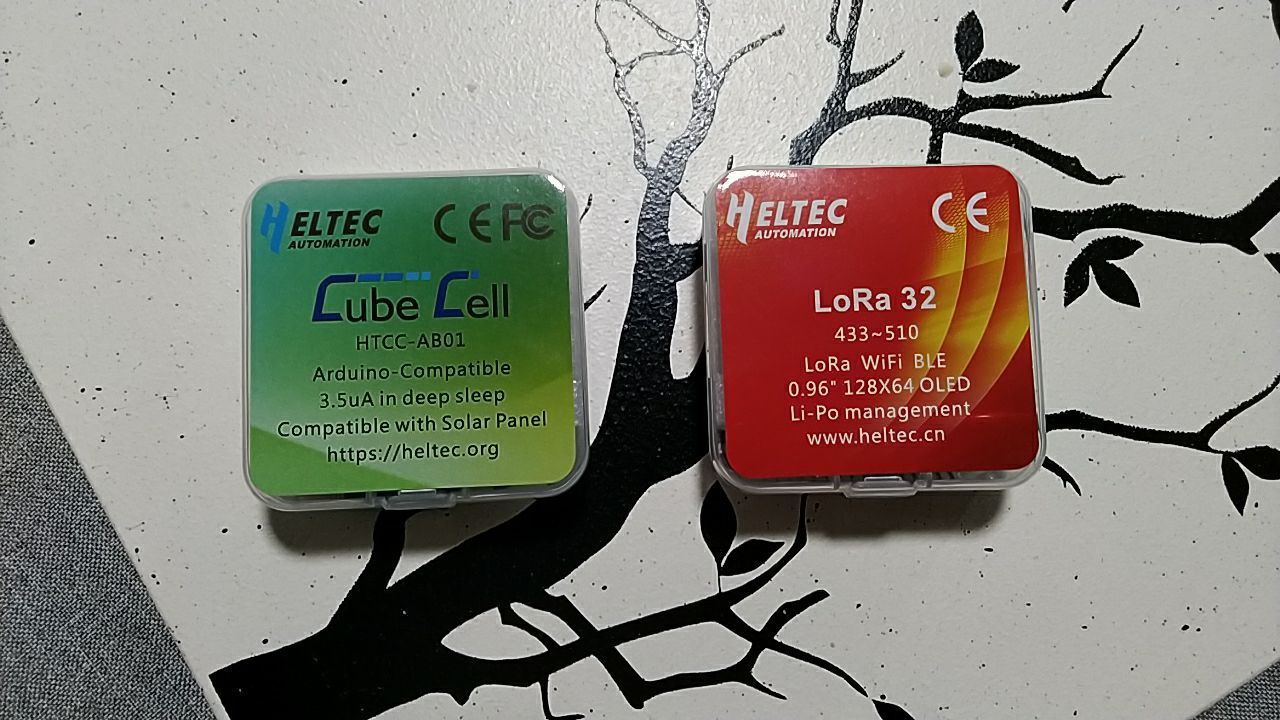 HELTEC
AUTOMATION
CE FC
Cube Cell
HTCC-AB01
Arduino-Compatible
3.5uA in deep sleep
Compatible with Solar Panel
https://heltec.org
HELTEC
AUTOMATION
CE
LoRa 32
433~510
LoRa WiFi BLE
0.96" 128X64 OLED
Li-Po management
www.heltec.cn